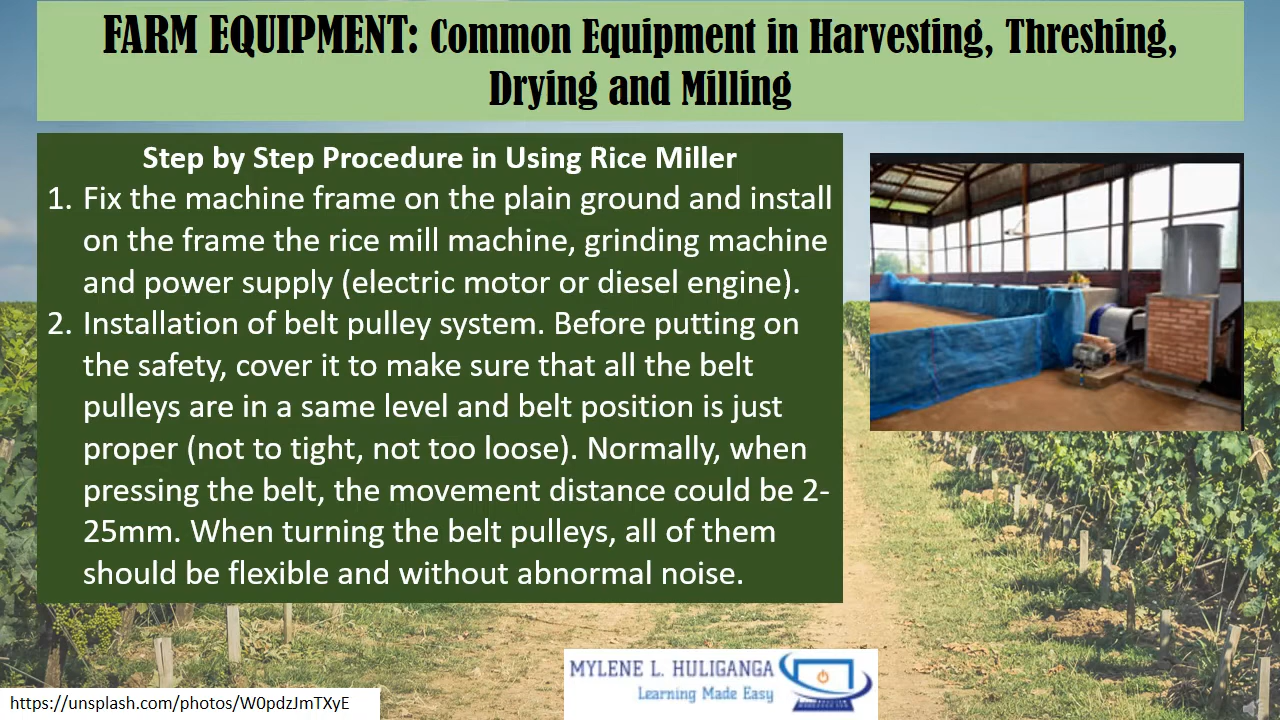 FARM EQUIPMENT: Common Equipment in Harvesting, Threshing,
Drying and Milling
Step by Step Procedure in Using Rice Miller
1. Fix the machine frame on the plain ground and install
on the frame the rice mill machine, grinding machine
and power supply (electric motor or diesel engine).
2. Installation of belt pulley system. Before putting on
the safety, cover it to make sure that all the belt
pulleys are in a same level and belt position is just
proper (not to tight, not too loose). Normally, when
pressing the belt, the movement distance could be 2-
25mm. When turning the belt pulleys, all of them
should be flexible and without abnormal noise.
MYLENE L. HULIGANGA
Learning Made Easy
https://unsplash.com/photos/W0pdzJmTXyE